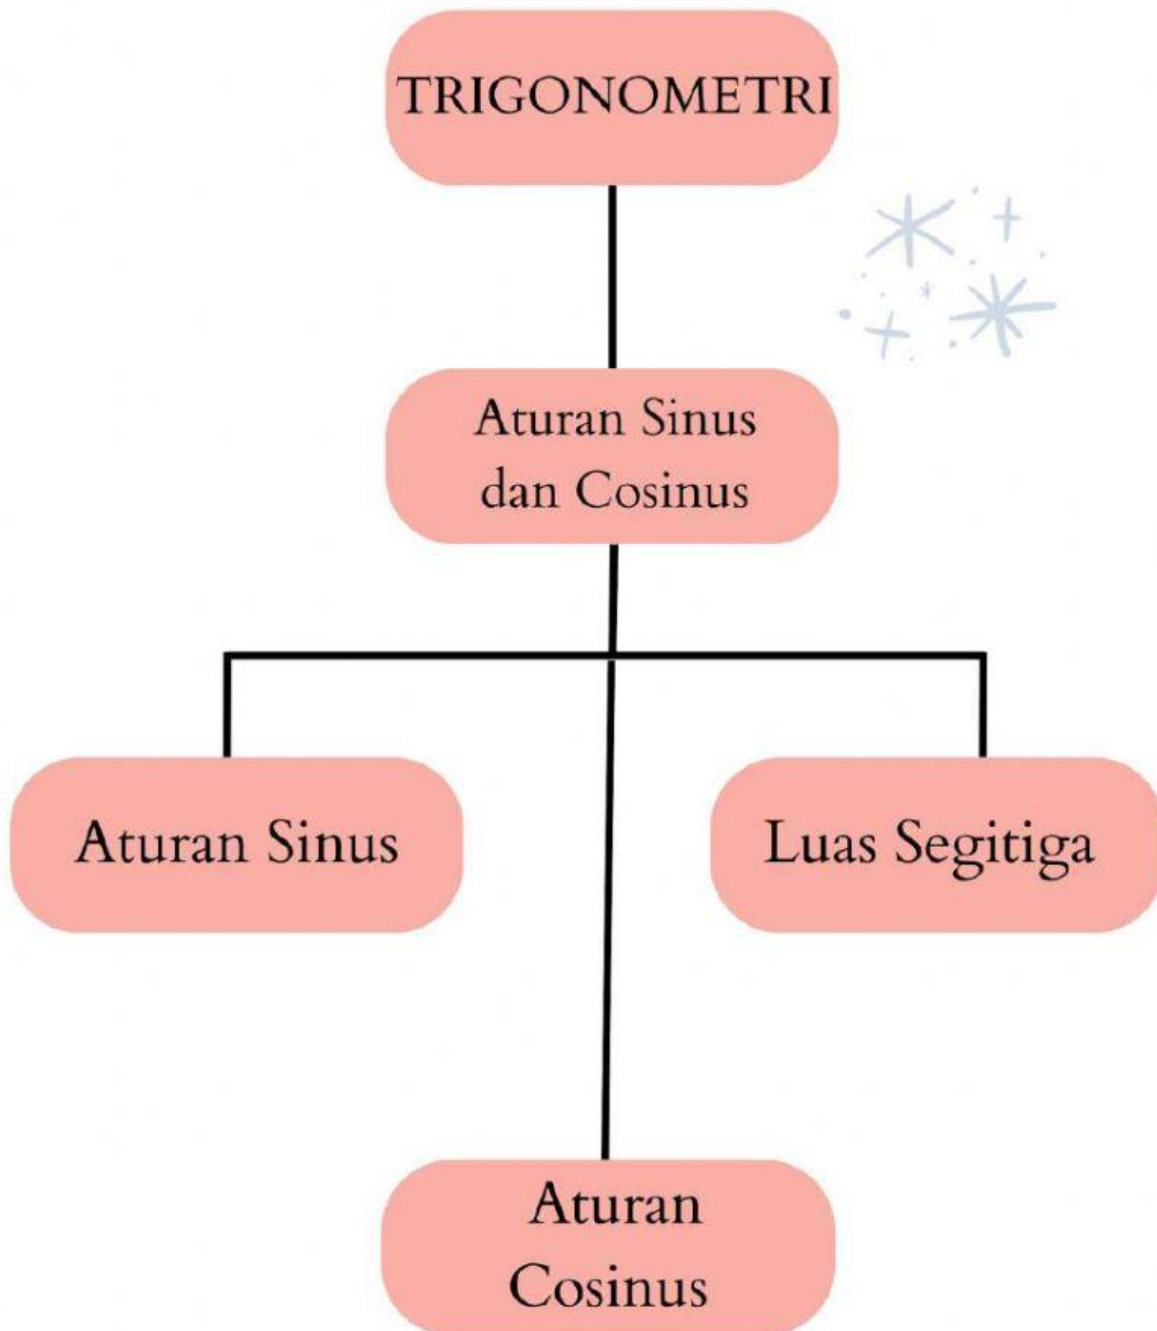 TRIGONOMETRI
Aturan Sinus
dan Cosinus
Aturan Sinus
Luas Segitiga
Aturan
Cosinus